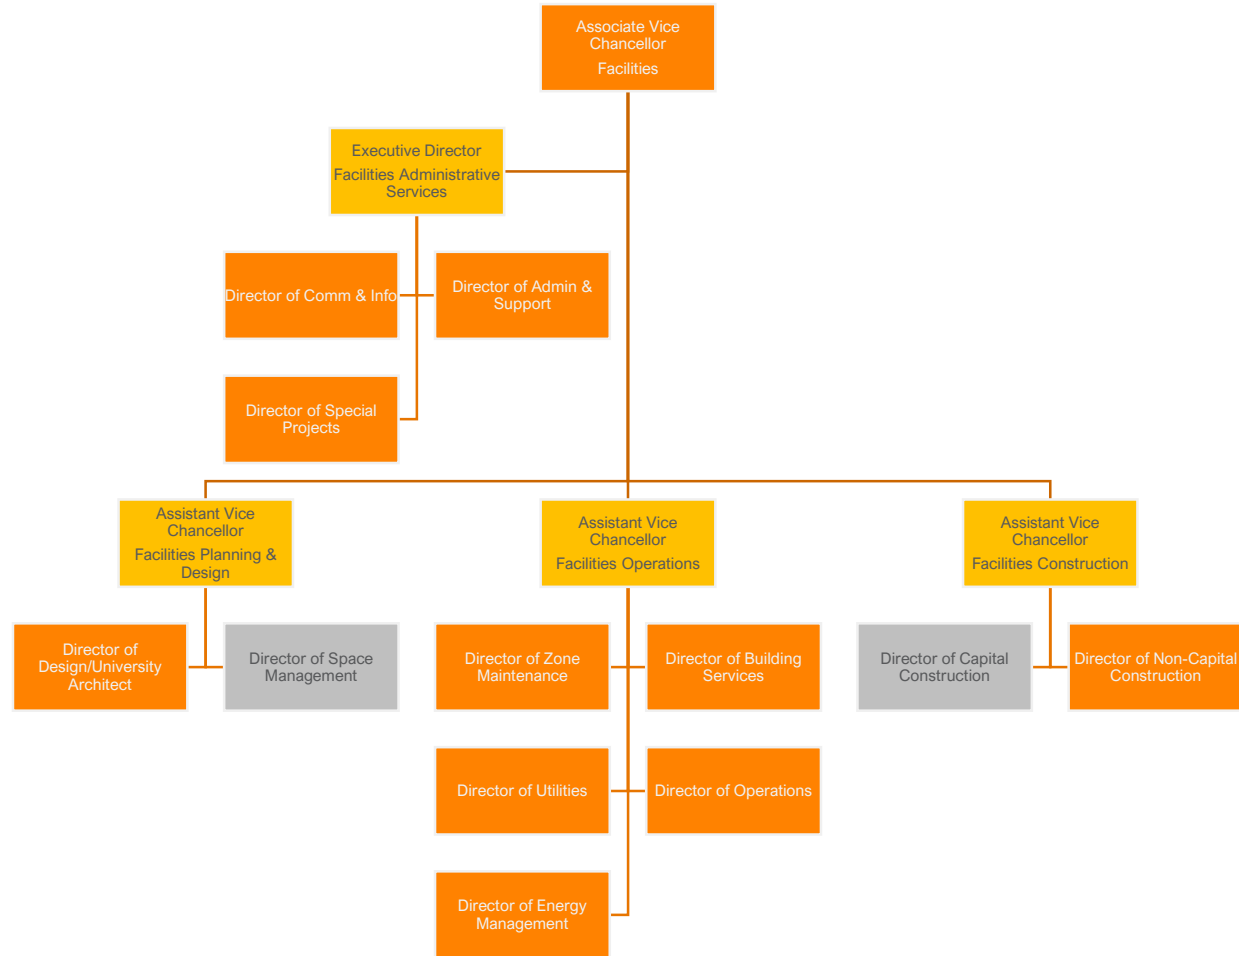 Associate Vice
Chancellor
Facilities
Executive Director
Facilities Administrative
Services
Director of Comm & Info
Director of Admin &
Support
Director of Special
Projects
Assistant Vice
Chancellor
Facilities Planning &
Design
Assistant Vice
Chancellor
Facilities Operations
Assistant Vice
Chancellor
Facilities Construction
Director of
Design/University
Architect
Director of Space
Management
Director of Zone
Maintenance
Director of Building
Services
Director of Capital
Construction
Director of Non-Capital
Construction
Director of Utilities
Director of Operations
Director of Energy
Management